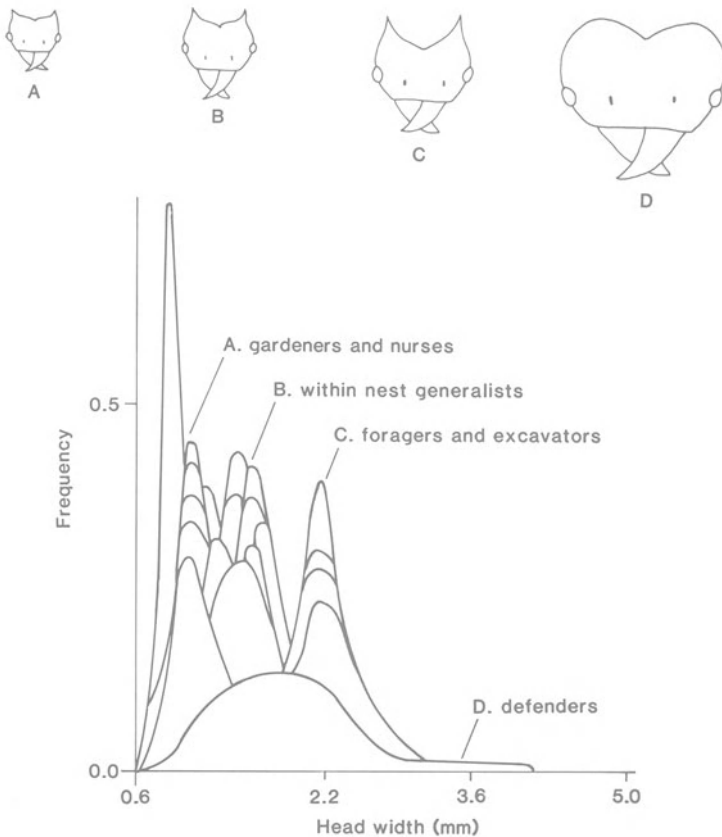 A
B
C
D
A. gardeners and nurses
B. within nest generalists
C. foragers and excavators
D. defenders
Frequency
0.5
0.0
0.6
2.2
3.6
5.0
Head width (mm)